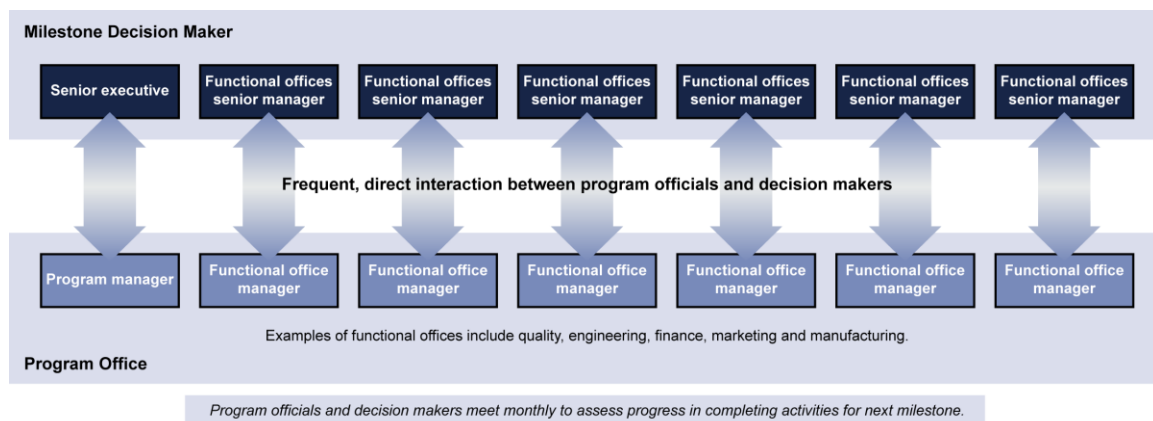 Milestone Decision Maker
Senior executive
Functional offices
senior manager
Functional offices
senior manager
Functional offices
senior manager
Functional offices
senior manager
Functional offices
senior manager
Functional offices
senior manager
Frequent, direct interaction between program officials and decision makers
Program manager
Functional office
manager
Functional office
manager
Functional office
manager
Functional office
manager
Functional office
manager
Functional office
manager
Examples of functional offices include quality, engineering, finance, marketing and manufacturing.
Program Office
Program officials and decision makers meet monthly to assess progress in completing activities for next milestone.